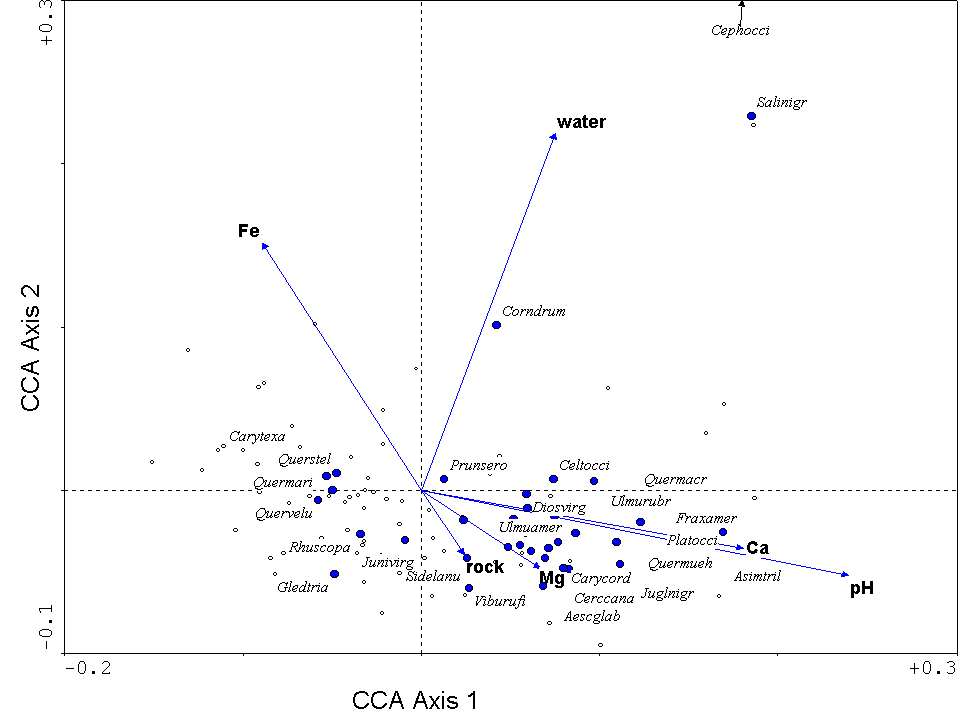 +0.3
Cephocci
Salinigr
water
Fe
Corndrum
CCA Axis 2
Carytexa
Querstel
Prunsero
Celtocci
Quermari
Quermacr
Quervelu
Diosvirg
Ulmurubr
Ulmuamer
Fraxamer
Rhuscopa
Platocci
Ca
Junivirg
Sidelanu
rock
Mg
Carycord
Quermueh
Asimtril
pH
Gledtria
Viburufi
Cerccana
Juglnigr
Aescglab
-0.1
-0.2
+0.3
CCA Axis 1